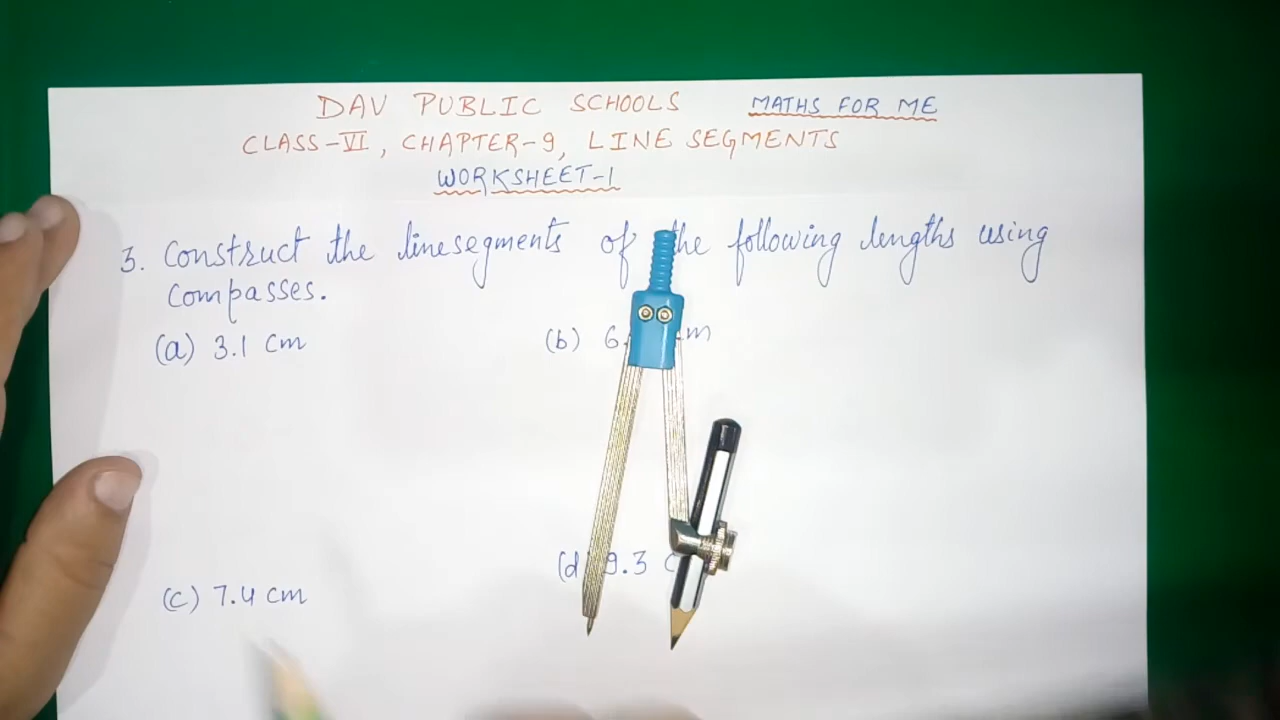 DAV PUBLIC SCHOOLS MATHS FOR ME
CLASS-VI, CHAPTER-9, LINE SEGMENTS
WORKSHEET-1
3. Construct the linesegments of the following lengths using
compasses.
(a) 3.1 cm (b) 6.
(c) 7.4 cm (d) 9.3